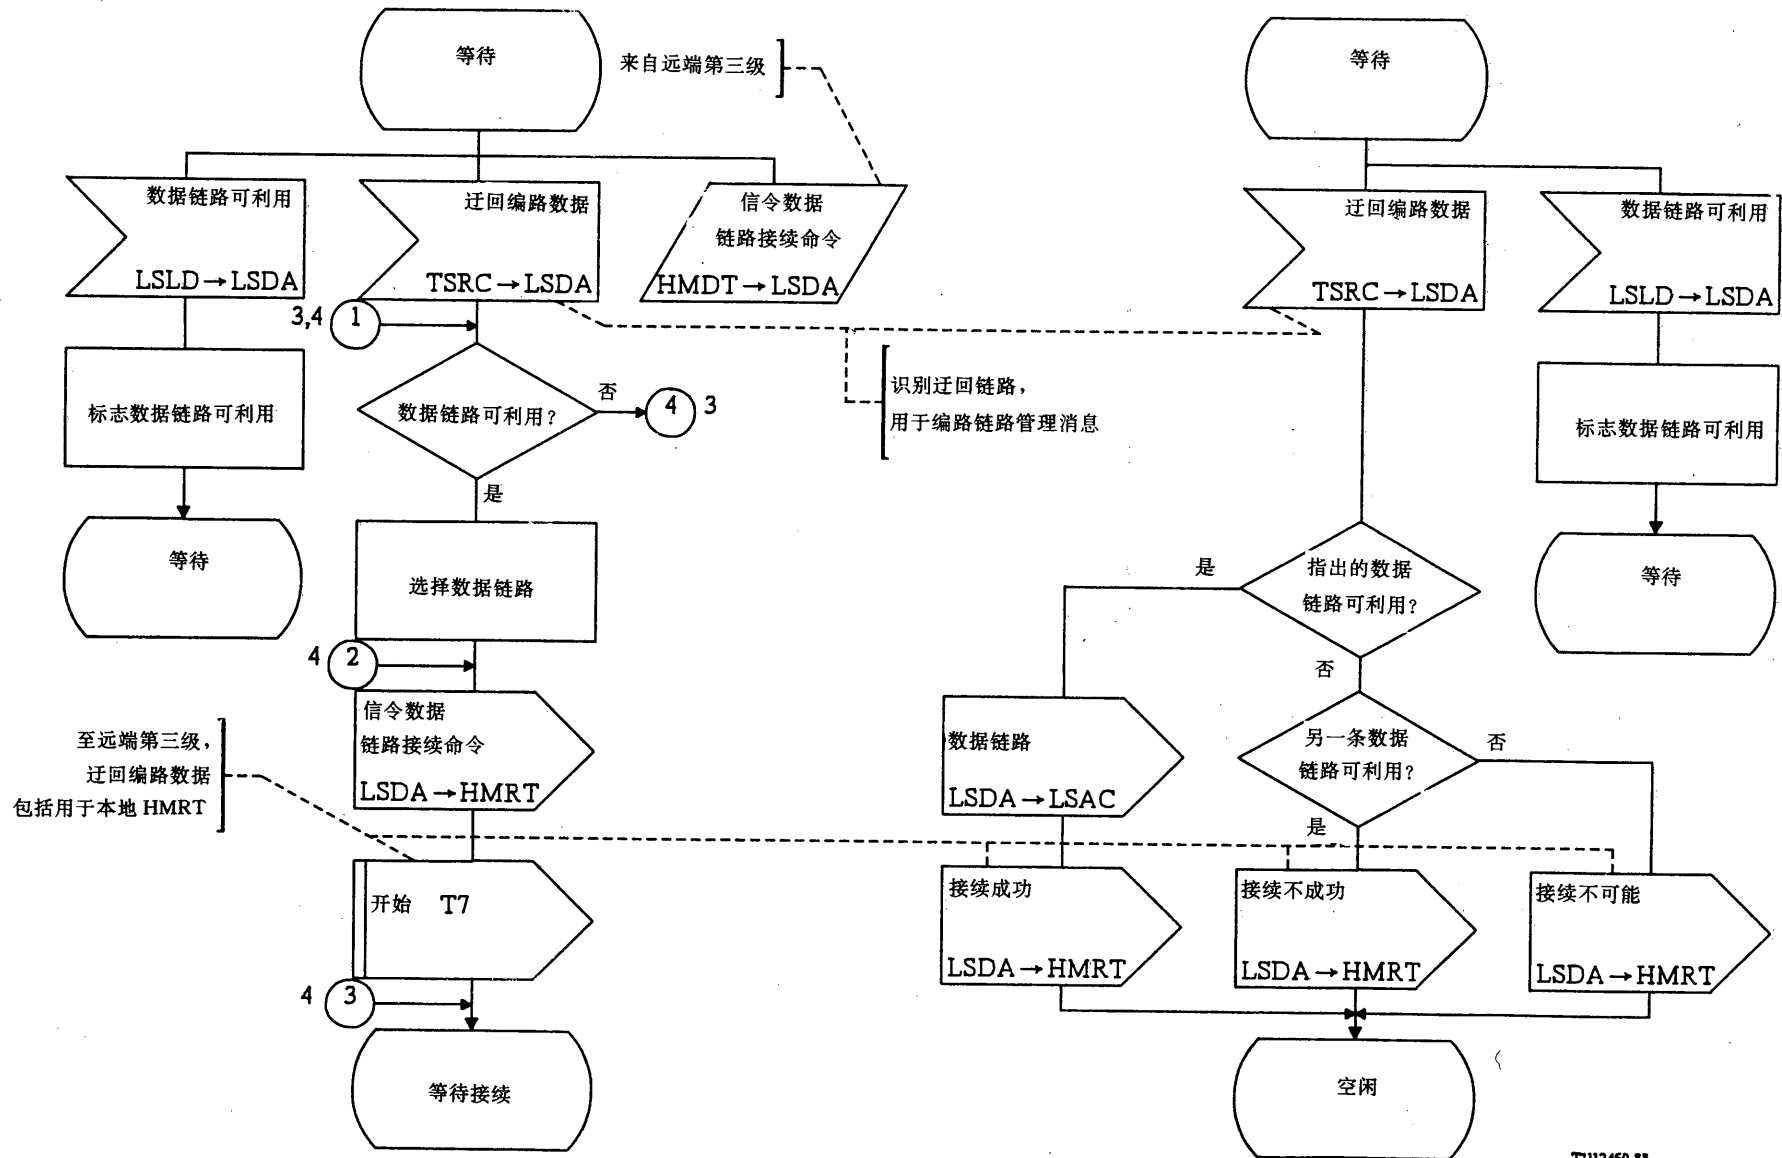 等待
来自远端第三级
数据链路可利用
LSLD→LSDA
迂回编路数据
TSRC→LSDA
信令数据
链路接续命令
HMDT→LSDA
3,4
1
标志数据链路可利用
数据链路可利用?
否
4
3
是
等待
选择数据链路
4
2
信令数据
链路接续命令
LSDA→HMRT
至远端第三级,
迂回编路数据
包括用于本地 HMRT
开始 T7
4
3
等待接续
识别迂回链路,
用于编路链路管理消息
等待
迂回编路数据
TSRC→LSDA
数据链路可利用
LSLD→LSDA
标志数据链路可利用
等待
指出的数据
链路可利用?
是
否
数据链路
LSDA→LSAC
另一条数据
链路可利用?
否
是
接续成功
LSDA→HMRT
接续不成功
LSDA→HMRT
接续不可能
LSDA→HMRT
空闲